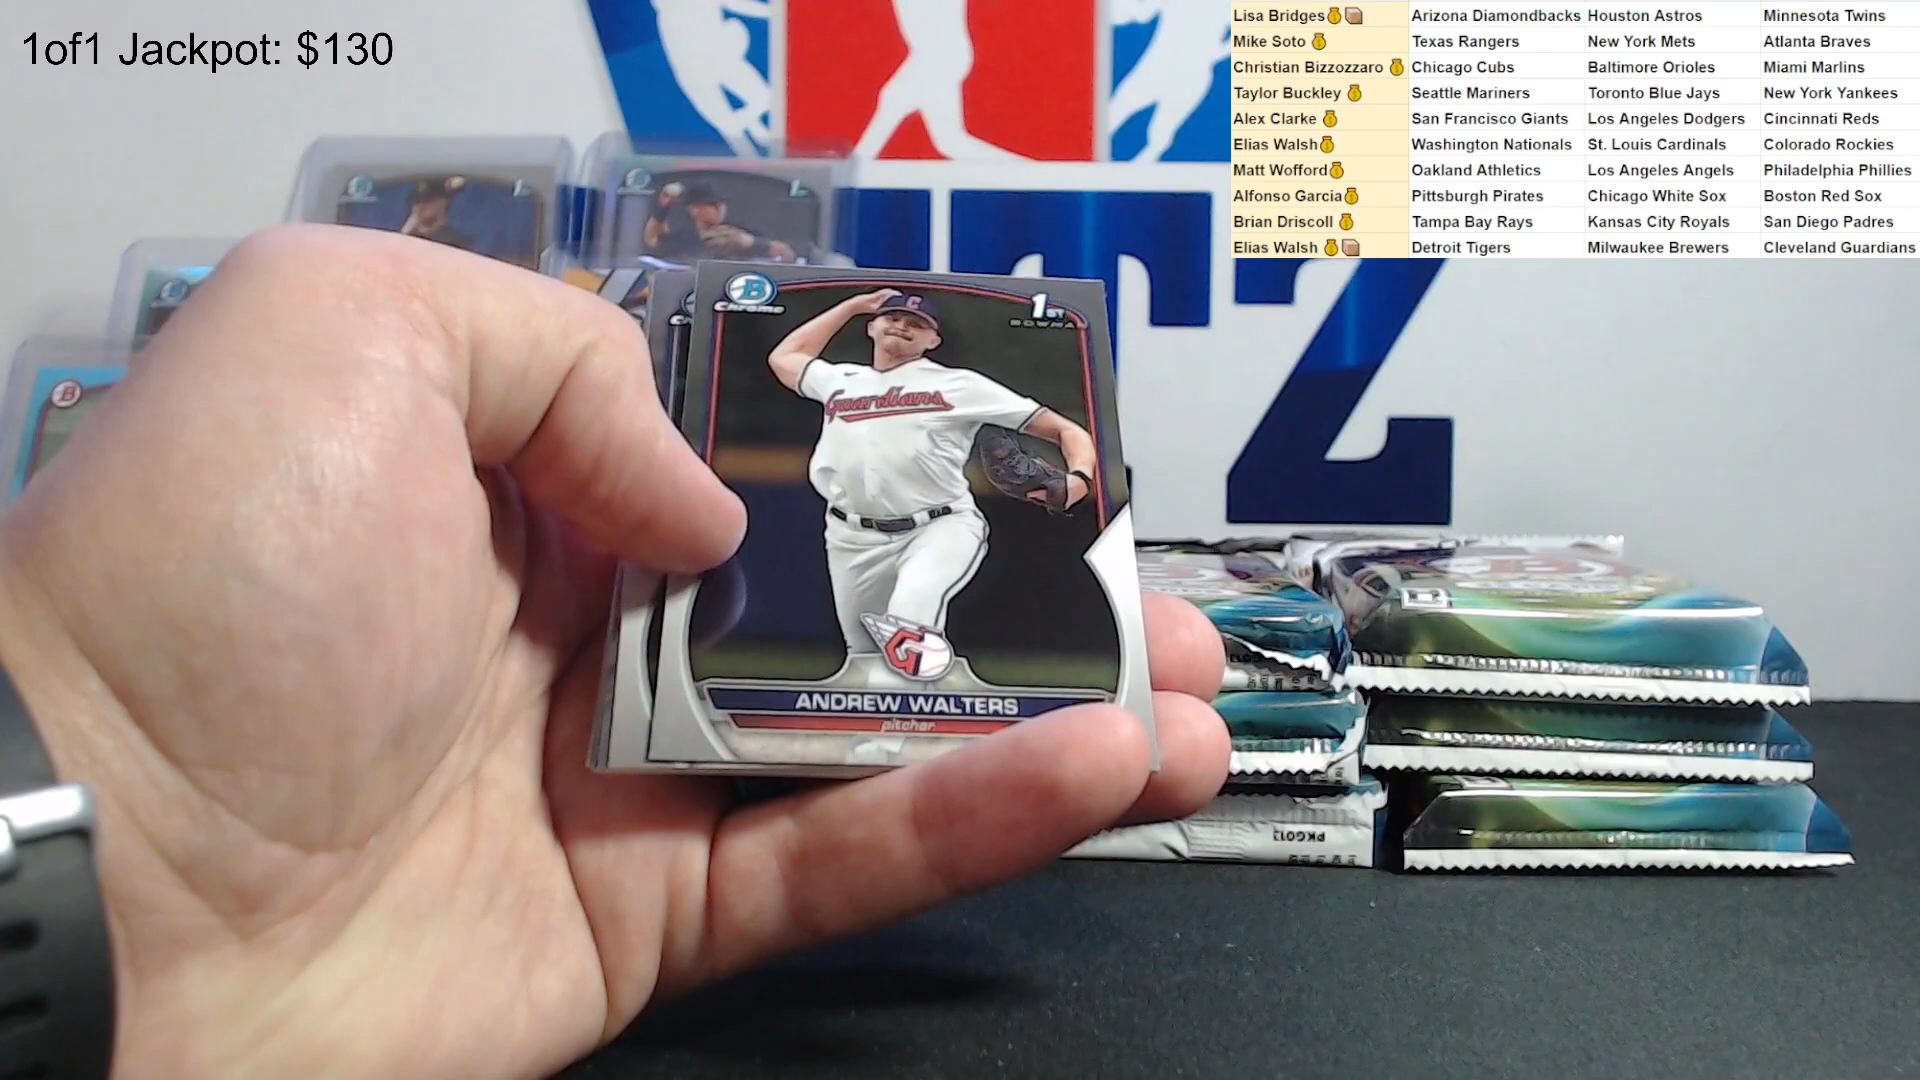 1of1 Jackpot: $130
Lisa Bridges Arizona Diamondbacks Houston Astros Minnesota Twins
Mike Soto Texas Rangers New York Mets Atlanta Braves
Christian Bizzozzaro Chicago Cubs Baltimore Orioles Miami Marlins
Taylor Buckley Seattle Mariners Toronto Blue Jays New York Yankees
Alex Clarke San Francisco Giants Los Angeles Dodgers Cincinnati Reds
Elias Walsh Washington Nationals St. Louis Cardinals Colorado Rockies
Matt Wofford Oakland Athletics Los Angeles Angels Philadelphia Phillies
Alfonso Garcia Pittsburgh Pirates Chicago White Sox Boston Red Sox
Brian Driscoll Tampa Bay Rays Kansas City Royals San Diego Padres
Elias Walsh Detroit Tigers Milwaukee Brewers Cleveland Guardians
TZ
B
Chrome
1ST
C
Guardians
ANDREW WALTERS
pitcher
PKG013